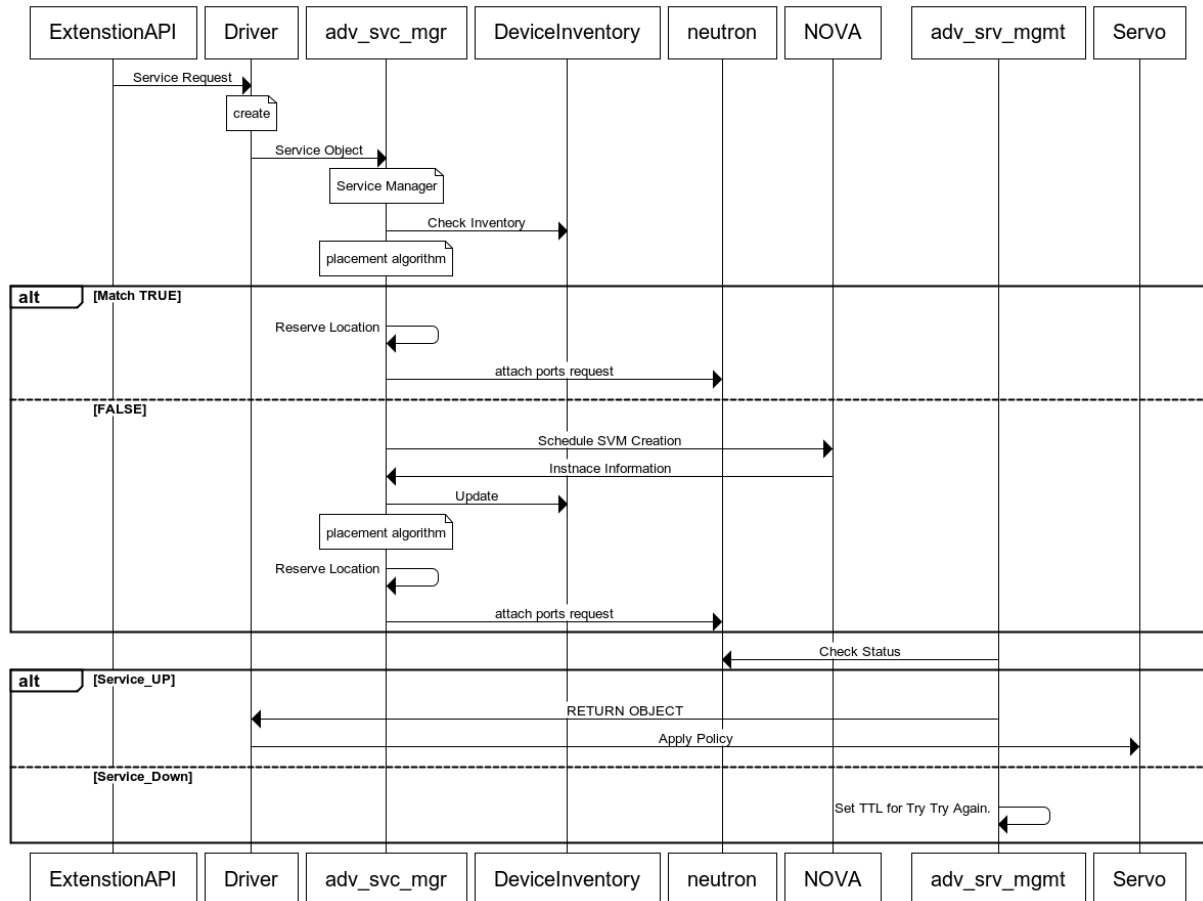 ExtenstionAPI Driver adv_svc_mgr DeviceInventory neutron NOVA adv_srv_mgmt Servo
Service Request
create
Service Object
Service Manager
Check Inventory
placement algorithm
alt [Match TRUE]
Reserve Location
attach ports request
[FALSE]
Schedule SVM Creation
Instnace Information
Update
placement algorithm
Reserve Location
attach ports request
Check Status
alt [Service_UP]
RETURN OBJECT
Apply Policy
[Service_Down]
Set TTL for Try Try Again.
ExtenstionAPI Driver adv_svc_mgr DeviceInventory neutron NOVA adv_srv_mgmt Servo